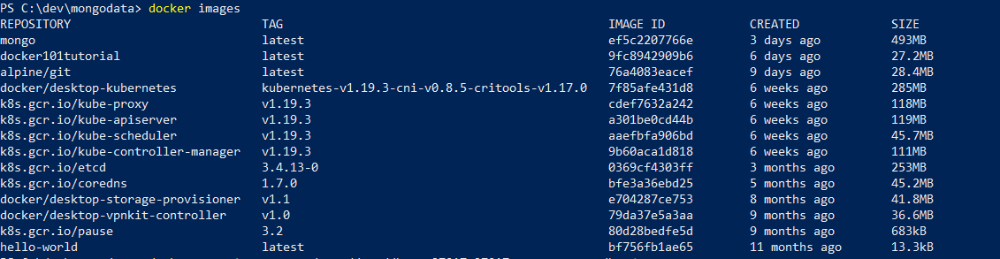 PS C:\dev\mongodata> docker images
REPOSITORY TAG IMAGE ID CREATED SIZE
mongo latest ef5c2207766e 3 days ago 493MB
docker101tutorial latest 9fc8942909b6 6 days ago 27.2MB
alpine/git latest 76a4083eacef 9 days ago 28.4MB
docker/desktop-kubernetes kubernetes-v1.19.3-cni-v0.8.5-critools-v1.17.0 7f85afe431d8 6 weeks ago 285MB
k8s.gcr.io/kube-proxy v1.19.3 cdef7632a242 6 weeks ago 118MB
k8s.gcr.io/kube-apiserver v1.19.3 a301be0cd44b 6 weeks ago 119MB
k8s.gcr.io/kube-scheduler v1.19.3 aaefbfa906bd 6 weeks ago 45.7MB
k8s.gcr.io/kube-controller-manager v1.19.3 9b60aca1d818 6 weeks ago 111MB
k8s.gcr.io/etcd 3.4.13-0 0369cf4303ff 3 months ago 253MB
k8s.gcr.io/coredns 1.7.0 bfe3a36ebd25 5 months ago 45.2MB
docker/desktop-storage-provisioner v1.1 e704287ce753 8 months ago 41.8MB
docker/desktop-vpnkit-controller v1.0 79da37e5a3aa 9 months ago 36.6MB
k8s.gcr.io/pause 3.2 80d28bedfe5d 9 months ago 683kB
hello-world latest bf756fb1ae65 11 months ago 13.3kB